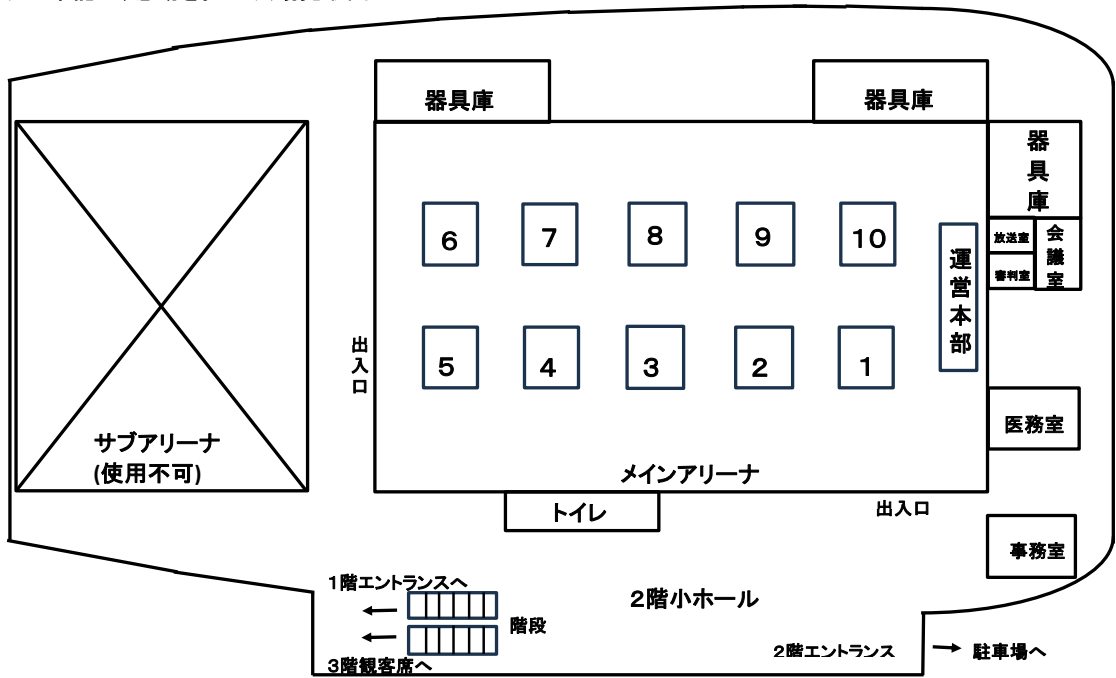 器具庫
器具庫
器具庫
6
7
8
9
10
運営本部
放送室
会議室
審判室
出入口
5
4
3
2
1
医務室
サブアリーナ
(使用不可)
メインアリーナ
トイレ
出入口
事務室
1階エントランスへ
2階小ホール
階段
3階観客席へ
2階エントランス
駐車場へ